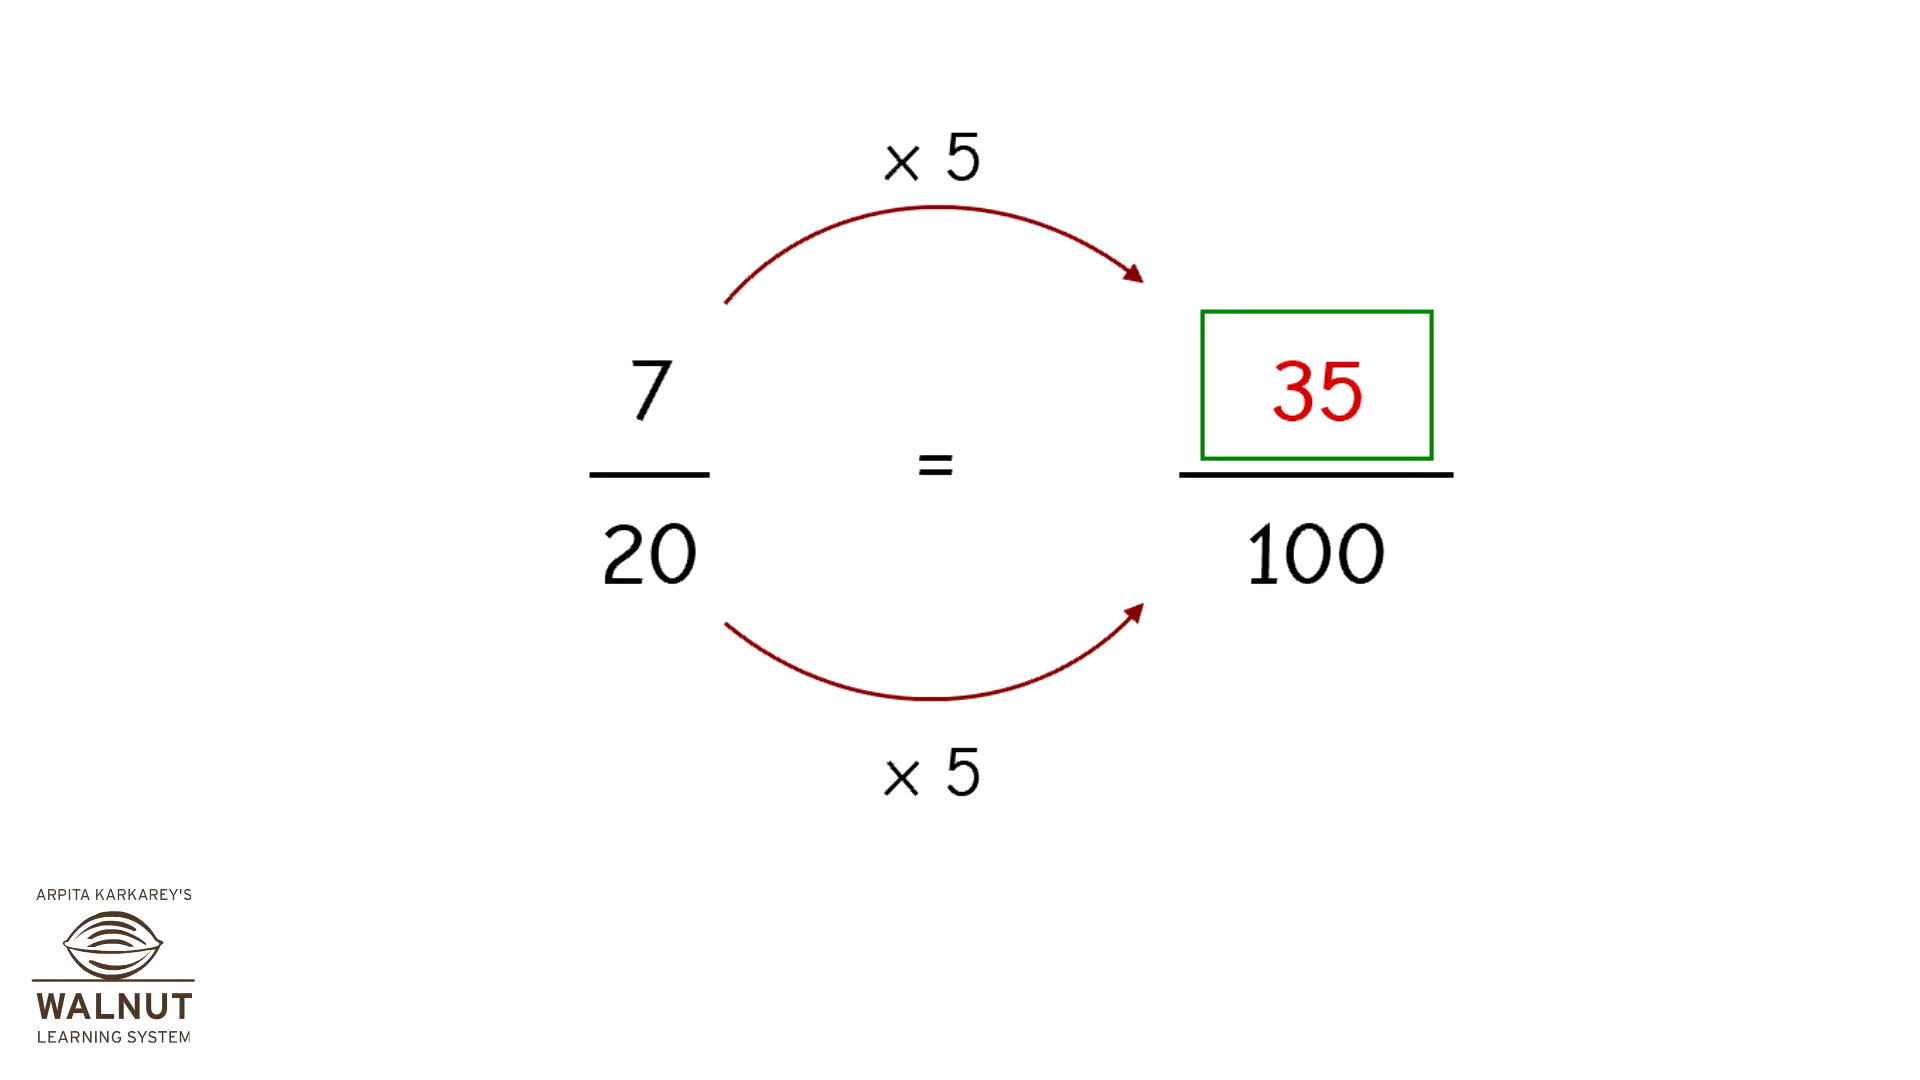 × 5
7
35
=
20
100
× 5
ARPITA KARKAREY'S
WALNUT
LEARNING SYSTEM